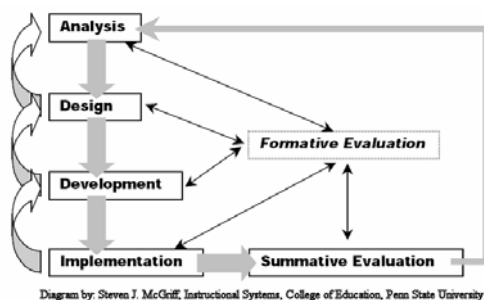 Analysis
Design
Formative Evaluation
Development
Implementation
Summative Evaluation
Diagram by: Steven J. McGriff, Instructional Systems, College of Education, Penn State University